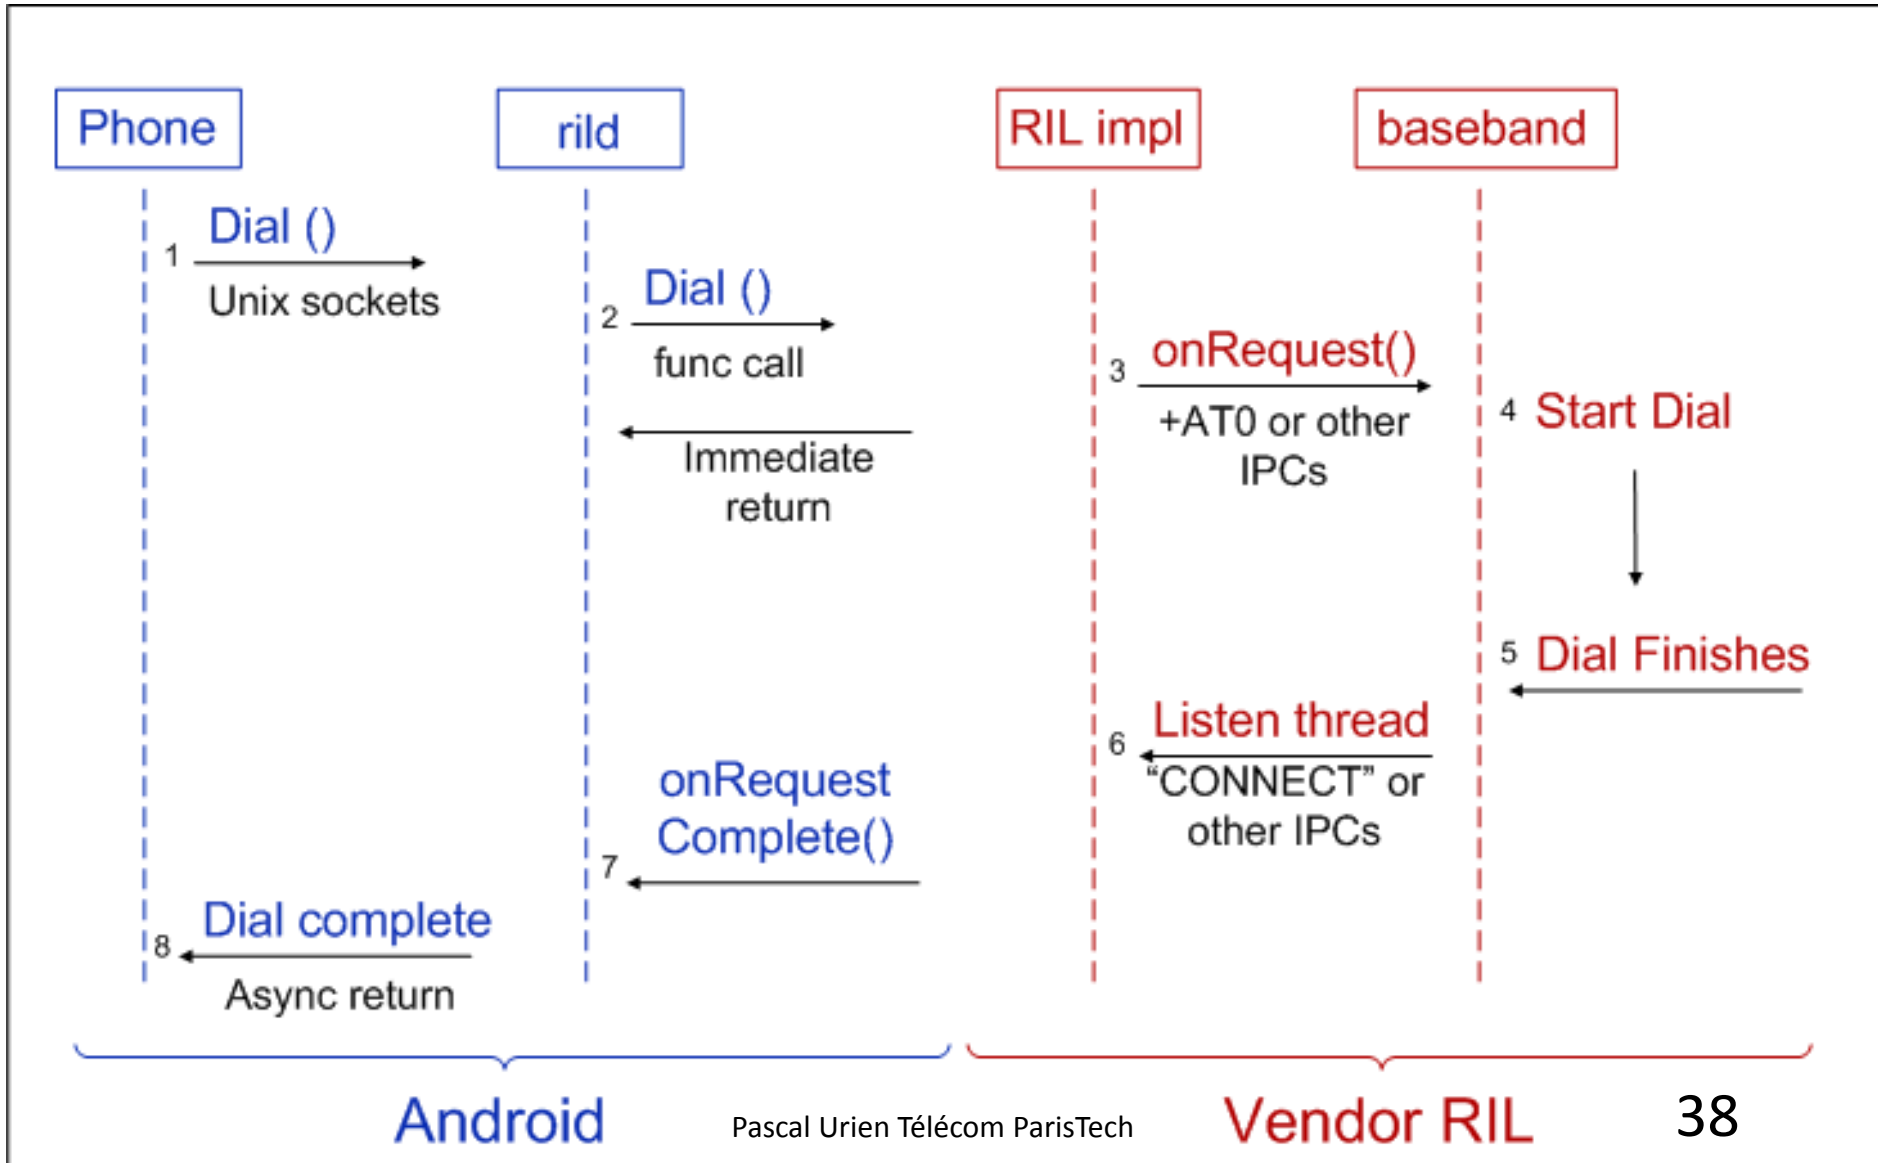 Phone
rild
RIL impl
baseband
1
Dial ()
Unix sockets
2
Dial ()
func call
Immediate
return
3
onRequest()
+AT0 or other
IPCs
4
Start Dial
5
Dial Finishes
6
Listen thread
“CONNECT” or
other IPCs
onRequest
Complete()
7
8
Dial complete
Async return
Android
Pascal Urien Télécom ParisTech
Vendor RIL
38